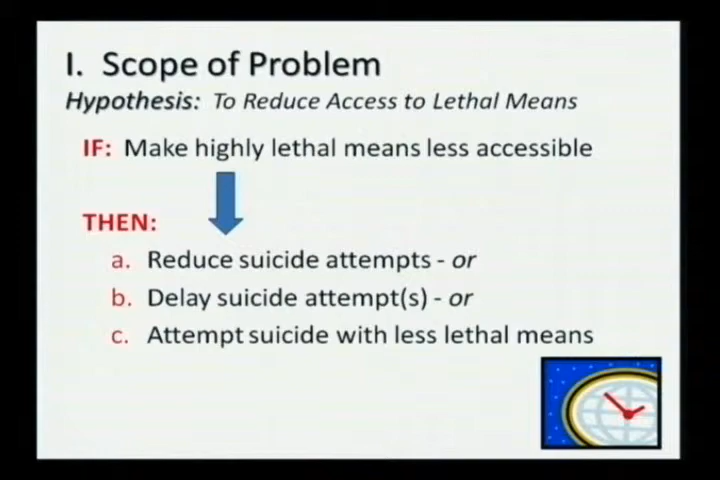 I. Scope of Problem
Hypothesis: To Reduce Access to Lethal Means
IF: Make highly lethal means less accessible
THEN:
a. Reduce suicide attempts - or
b. Delay suicide attempt(s) - or
c. Attempt suicide with less lethal means